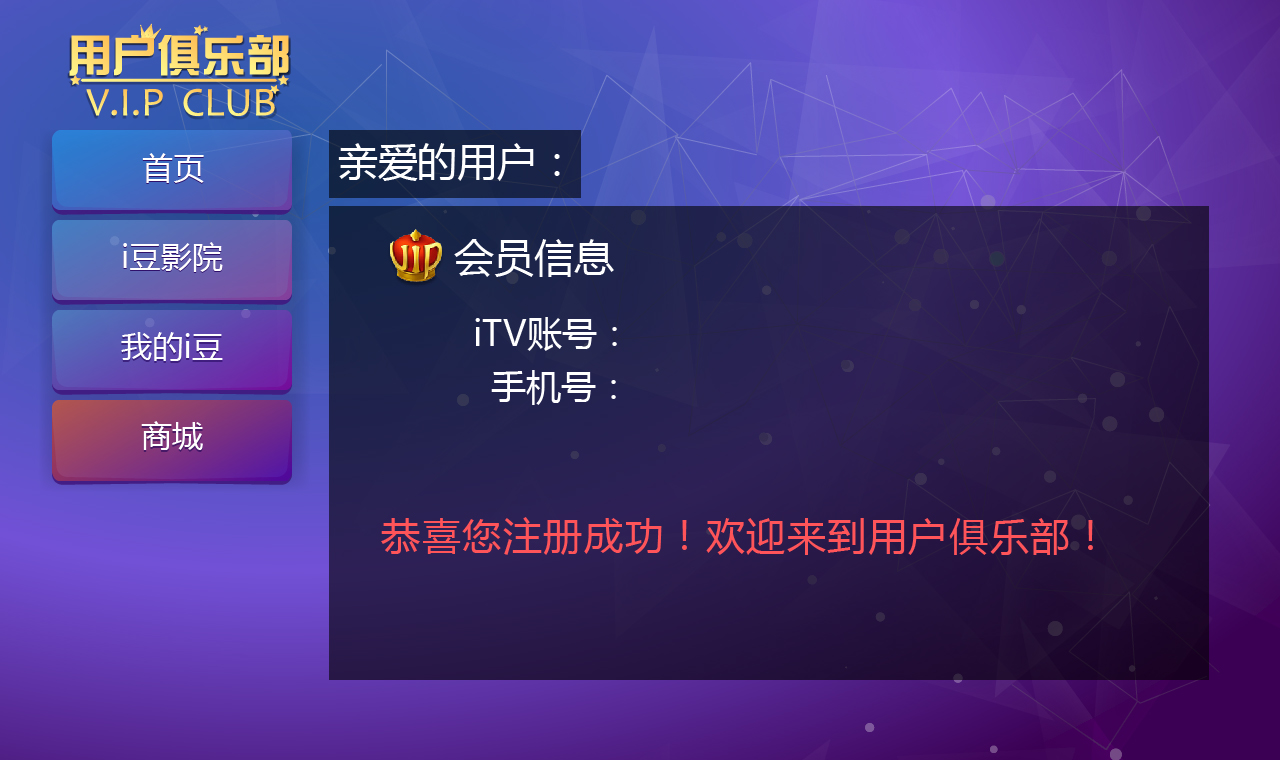 用户俱乐部
V.I.P CLUB
首页
i豆影院
我的i豆
商城
亲爱的用户：
会员信息
iTV账号：
手机号：
恭喜您注册成功！欢迎来到用户俱乐部！